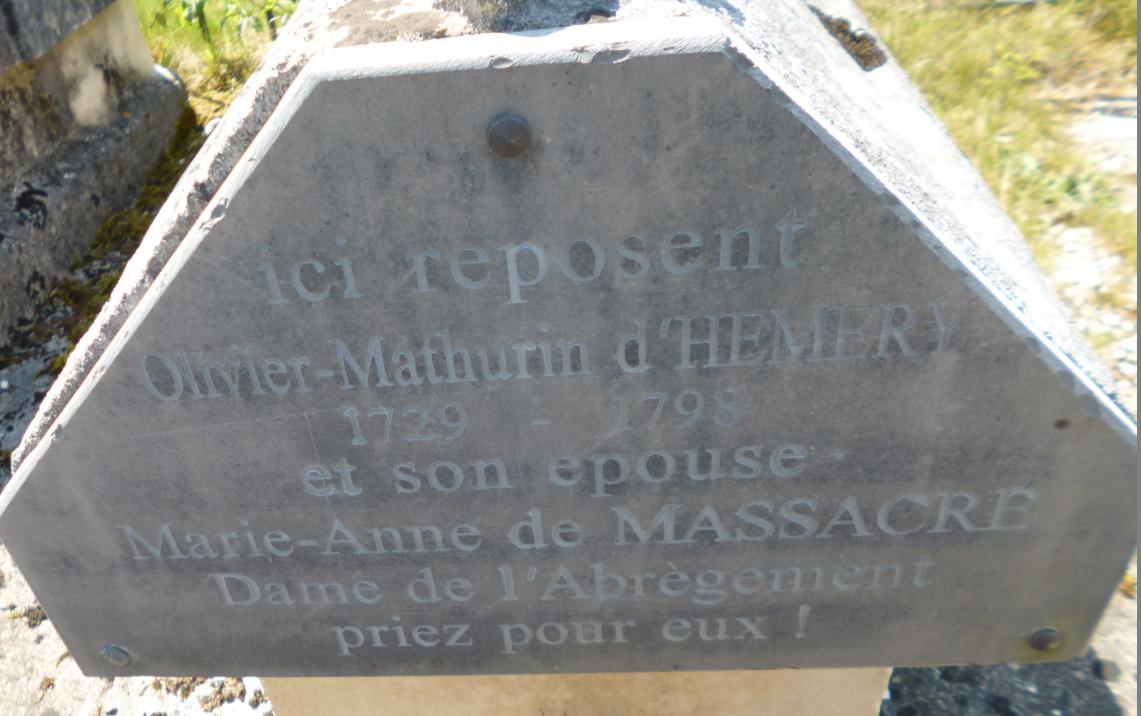 ici reposent
Olivier-Mathurin d'HEMERY
1729 - 1798
et son epouse
Marie-Anne de MASSACRÉ
Dame de l'Abrègement
priez pour eux !